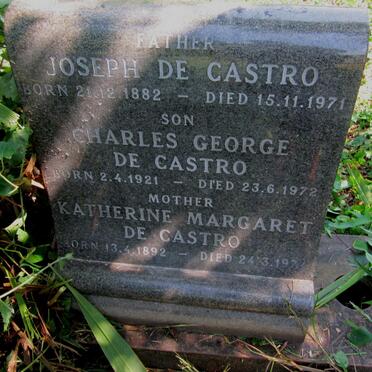 FATHER
JOSEPH DE CASTRO
BORN 21.12.1882 – DIED 15.11.1971
SON
CHARLES GEORGE
DE CASTRO
BORN 2.4.1921 – DIED 23.6.1972
MOTHER
KATHERINE MARGARET
DE CASTRO
BORN 13.4.1892 – DIED